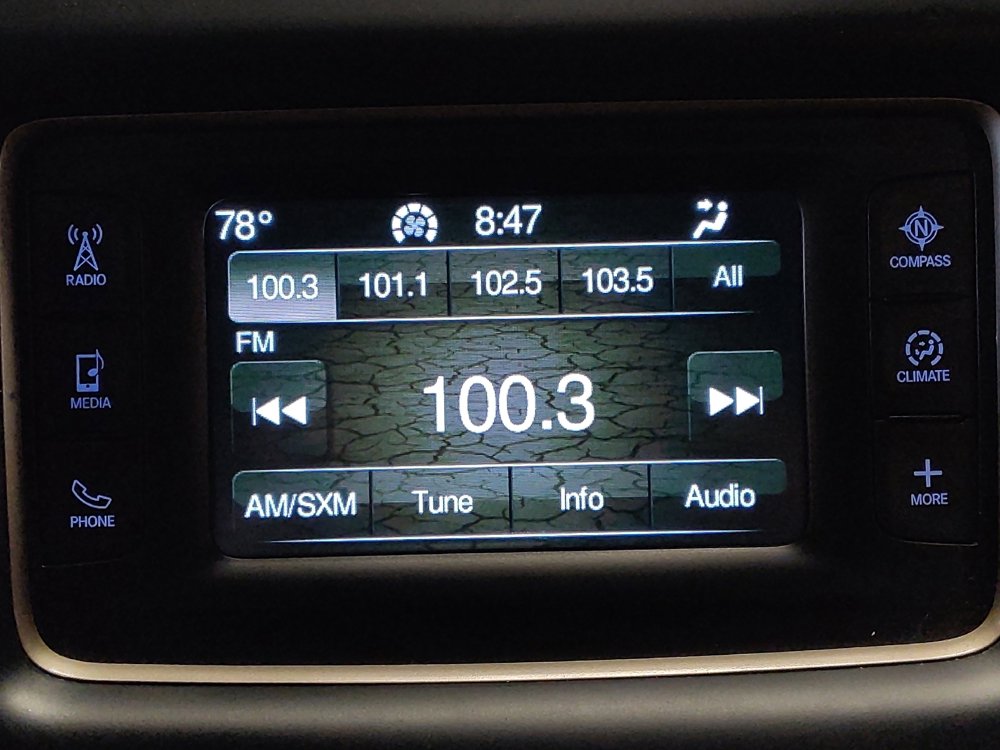 78° 8:47
100.3 101.1 102.5 103.5 All
FM
100.3
AM/SXM Tune Info Audio
RADIO
MEDIA
PHONE
N
COMPASS
CLIMATE
MORE